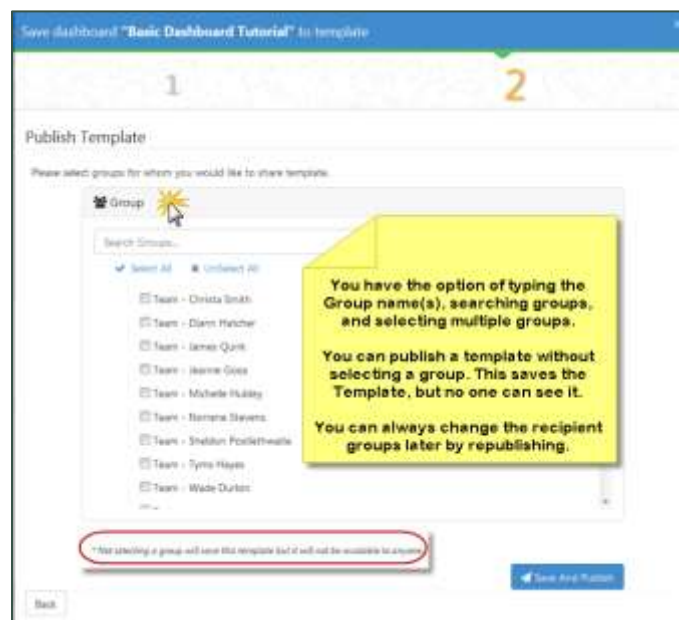 Save dashboard "Basic Dashboard Tutorial" to template
1
2
Publish Template
Please select groups for whom you would like to share template.
Group
Search Groups...
Select All UnSelect All
Team - Christa Smith
Team - Diann Hatcher
Team - James Quirk
Team - Jeannie Goss
Team - Michelle Hubley
Team - Norrene Stevens
Team - Sheldon Postlethwaite
Team - Tyrns Hayes
Team - Wade Durbin
You have the option of typing the
Group name(s), searching groups,
and selecting multiple groups.
You can publish a template without
selecting a group. This saves the
Template, but no one can see it.
You can always change the recipient
groups later by republishing.
* Not selecting a group will save this template but it will not be available to anyone
Save And Publish
Back